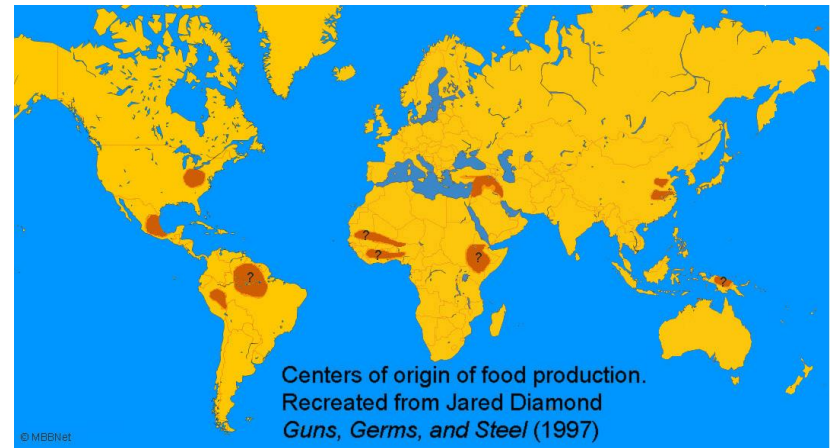 ?
?
?
?
?
Centers of origin of food production.
Recreated from Jared Diamond
Guns, Germs, and Steel (1997)
© MBBNet